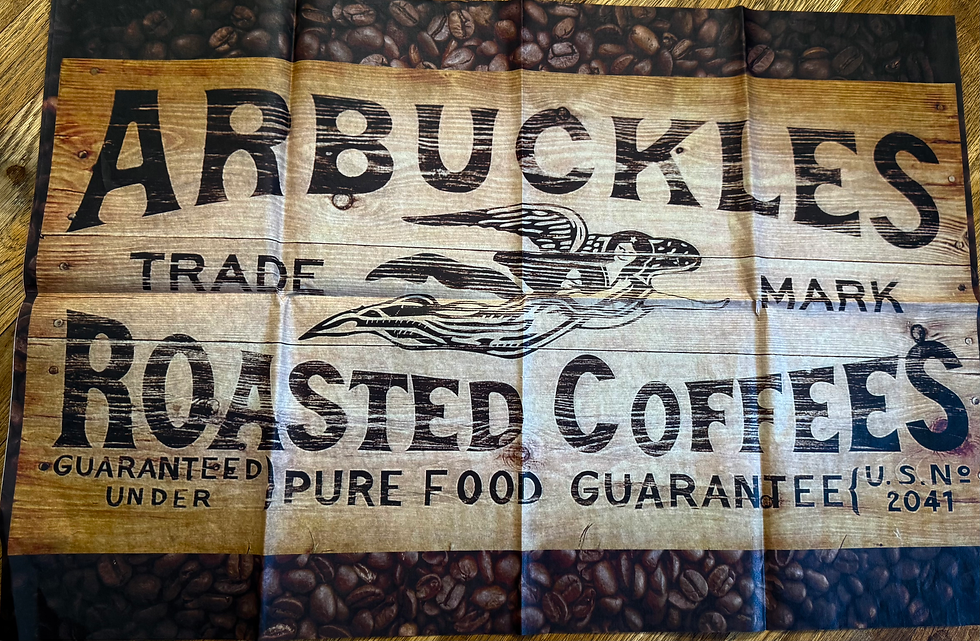 ARBUCKLES
TRADE MARK
ROASTED COFFEES
GUARANTEED UNDER } PURE FOOD GUARANTEE { U.S. No 2041